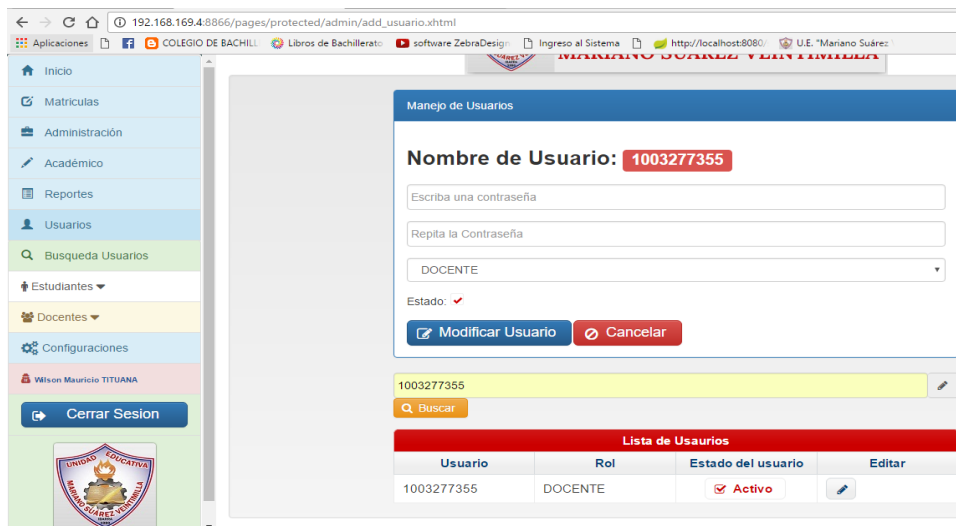 192.168.169.4:8866/pages/protected/admin/add_usuario.xhtml
Aplicaciones COLEGIO DE BACHILL Libros de Bachillerato software ZebraDesign Ingreso al Sistema http://localhost:8080/ U.E. "Mariano Suárez
MARIANO SUÁREZ VEINTIMILLA
Inicio
Matriculas
Administración
Académico
Reportes
Usuarios
Busqueda Usuarios
Estudiantes
Docentes
Configuraciones
Wilson Mauricio TITUANA
Cerrar Sesion
UNIDAD EDUCATIVA
MARIANO SUÁREZ VEINTIMILLA
Manejo de Usuarios
Nombre de Usuario: 1003277355
Escriba una contraseña
Repita la Contraseña
DOCENTE
Estado:
Modificar Usuario Cancelar
1003277355
Buscar
Lista de Usaurios
Usuario Rol Estado del usuario Editar
1003277355 DOCENTE Activo